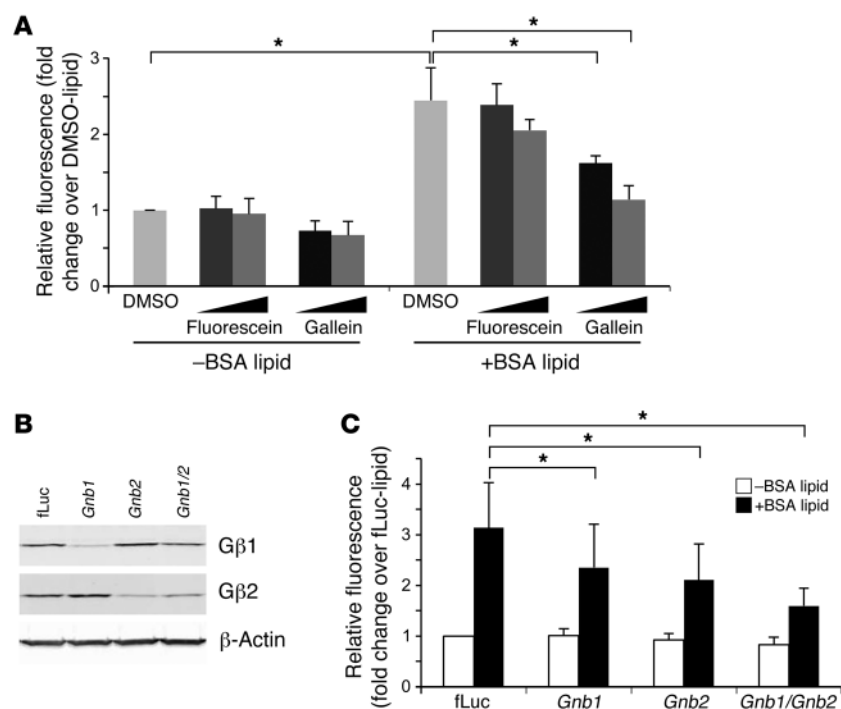 A
Relative fluorescence (fold
change over DMSO-lipid)
3
2
1
0
*
*
*
DMSO
Fluorescein
Gallein
DMSO
Fluorescein
Gallein
–BSA lipid
+BSA lipid
B
fLuc
Gnb1
Gnb2
Gnb1/2
Gβ1
Gβ2
β-Actin
C
Relative fluorescence
(fold change over fLuc-lipid)
4
3
2
1
0
*
*
*
–BSA lipid
+BSA lipid
fLuc
Gnb1
Gnb2
Gnb1/Gnb2